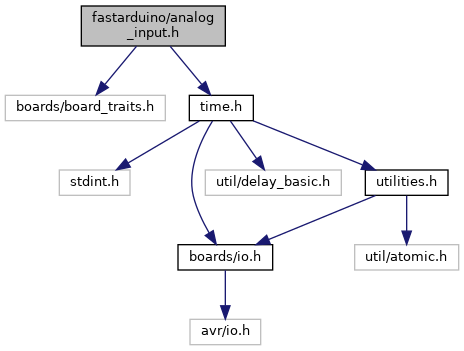 fastarduino/analog
_input.h
boards/board_traits.h
time.h
stdint.h
util/delay_basic.h
utilities.h
boards/io.h
util/atomic.h
avr/io.h